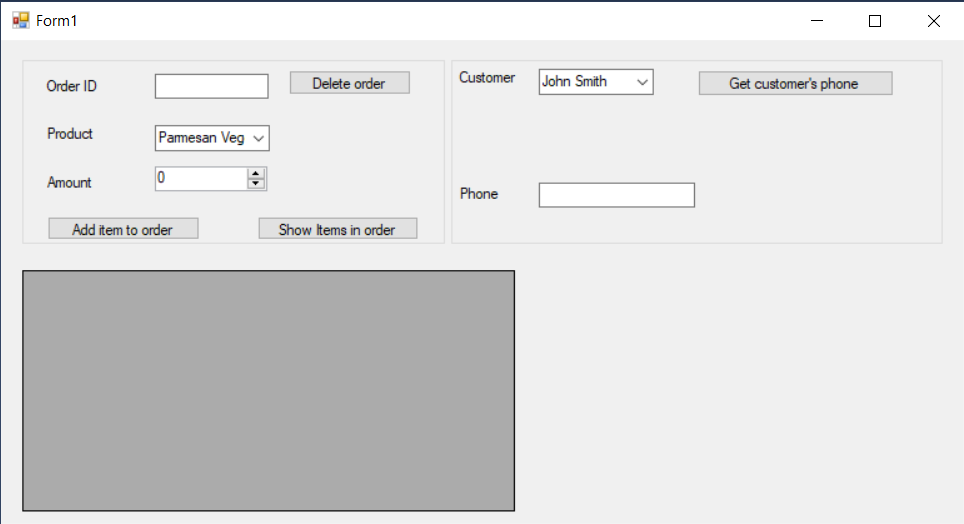 Form1
Order ID
Delete order
Product
Parmesan Veg
Amount
0
Add item to order
Show Items in order
Customer
John Smith
Get customer's phone
Phone